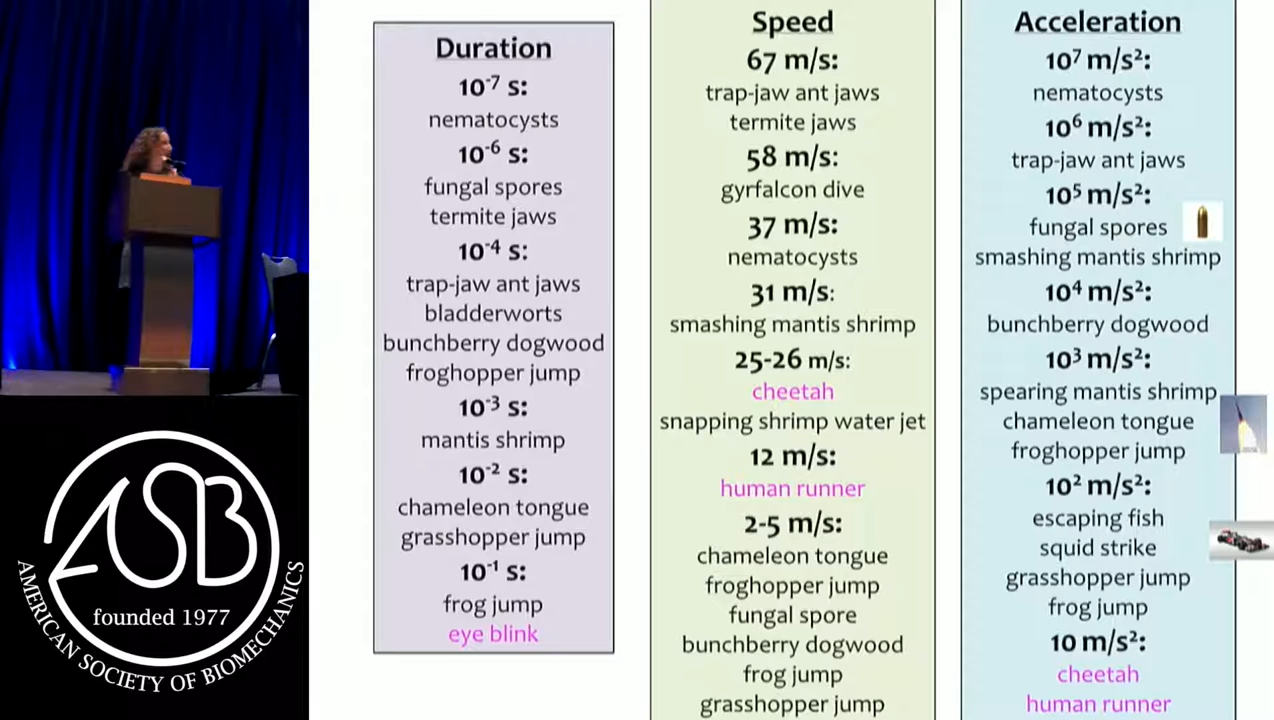 Duration
10⁻⁷ s:
nematocysts
10⁻⁶ s:
fungal spores
termite jaws
10⁻⁴ s:
trap-jaw ant jaws
bladderworts
bunchberry dogwood
froghopper jump
10⁻³ s:
mantis shrimp
10⁻² s:
chameleon tongue
grasshopper jump
10⁻¹ s:
frog jump
eye blink
Speed
67 m/s:
trap-jaw ant jaws
termite jaws
58 m/s:
gyrfalcon dive
37 m/s:
nematocysts
31 m/s:
smashing mantis shrimp
25-26 m/s:
cheetah
snapping shrimp water jet
12 m/s:
human runner
2-5 m/s:
chameleon tongue
froghopper jump
fungal spore
bunchberry dogwood
frog jump
grasshopper jump
Acceleration
10⁷ m/s²:
nematocysts
10⁶ m/s²:
trap-jaw ant jaws
10⁵ m/s²:
fungal spores
smashing mantis shrimp
10⁴ m/s²:
bunchberry dogwood
10³ m/s²:
spearing mantis shrimp
chameleon tongue
froghopper jump
10² m/s²:
escaping fish
squid strike
grasshopper jump
frog jump
10 m/s²:
cheetah
human runner
ASB
founded 1977
AMERICAN SOCIETY OF BIOMECHANICS